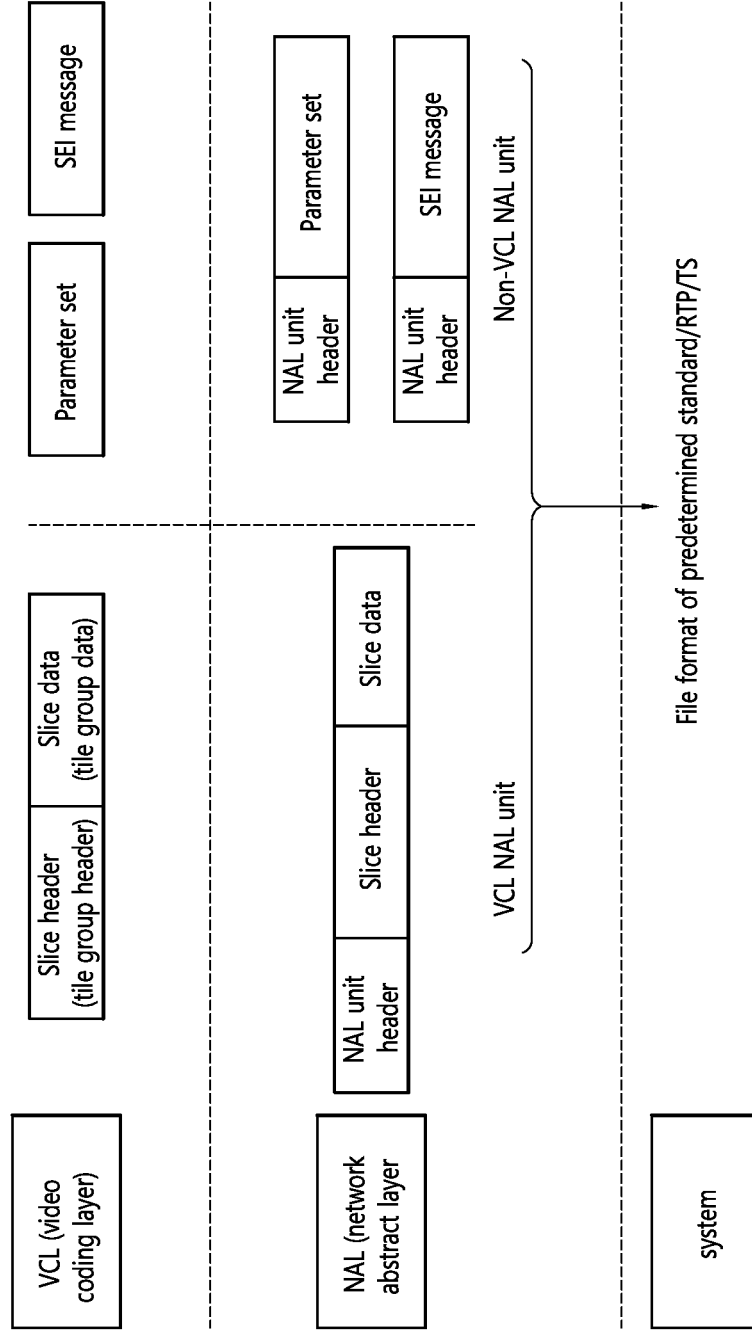 VCL (video
coding layer)
Slice header
(tile group header)
Slice data
(tile group data)
Parameter set
SEI message
NAL (network
abstract layer
NAL unit
header
Slice header
Slice data
NAL unit
header
Parameter set
NAL unit
header
SEI message
VCL NAL unit
Non-VCL NAL unit
system
File format of predetermined standard/RTP/TS